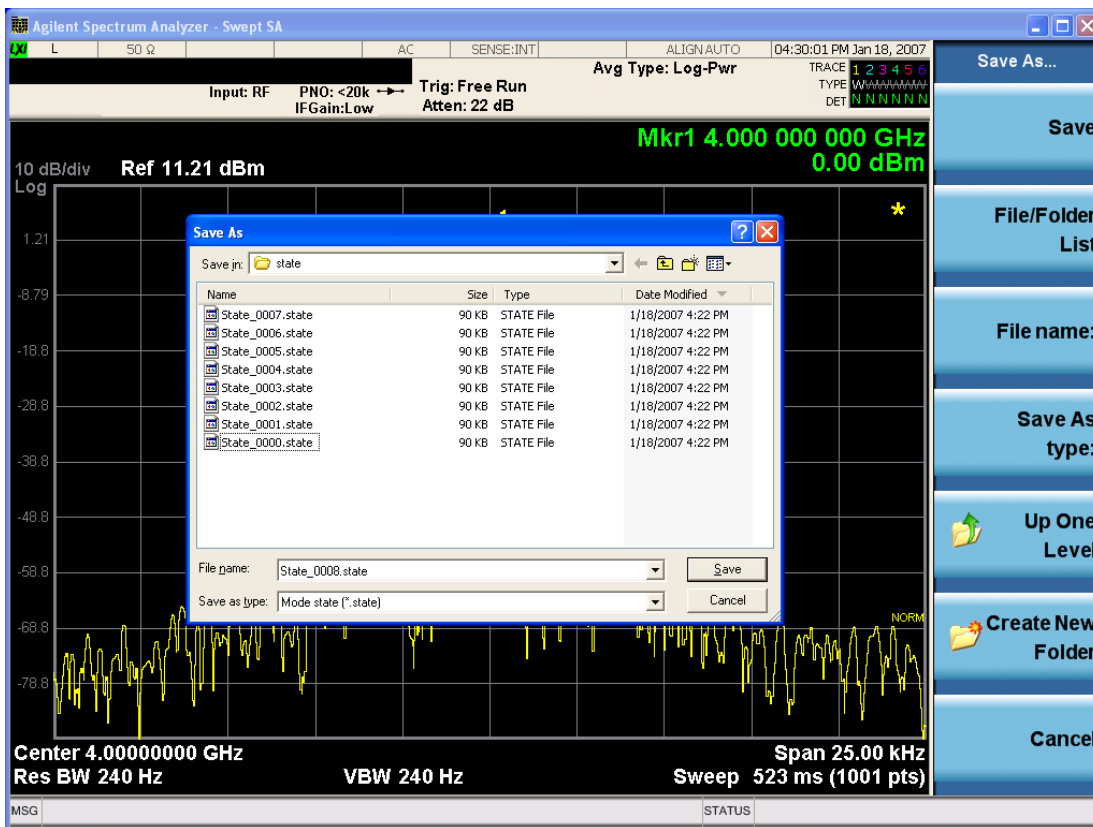 Agilent Spectrum Analyzer - Swept SA
LXI L 50 Ω AC SENSE:INT ALIGN AUTO 04:30:01 PM Jan 18, 2007
Input: RF PNO: <20k Trig: Free Run Avg Type: Log-Pwr TRACE 1 2 3 4 5 6
IFGain:Low Atten: 22 dB TYPE WWWWWW
DET N N N N N N
Mkr1 4.000 000 000 GHz
0.00 dBm
10 dB/div Ref 11.21 dBm
Log
1.21
-8.79
-18.8
-28.8
-38.8
-48.8
-58.8
-68.8
-78.8
*
Save As
Save in: state
Name Size Type Date Modified
State_0007.state 90 KB STATE File 1/18/2007 4:22 PM
State_0006.state 90 KB STATE File 1/18/2007 4:22 PM
State_0005.state 90 KB STATE File 1/18/2007 4:22 PM
State_0004.state 90 KB STATE File 1/18/2007 4:22 PM
State_0003.state 90 KB STATE File 1/18/2007 4:22 PM
State_0002.state 90 KB STATE File 1/18/2007 4:22 PM
State_0001.state 90 KB STATE File 1/18/2007 4:22 PM
State_0000.state 90 KB STATE File 1/18/2007 4:22 PM
File name: State_0008.state Save
Save as type: Mode state (*.state) Cancel
NORM
Center 4.00000000 GHz Span 25.00 kHz
Res BW 240 Hz VBW 240 Hz Sweep 523 ms (1001 pts)
MSG STATUS
Save As...
Save
File/Folder
List
File name:
Save As
type:
Up One
Level
Create New
Folder
Cancel